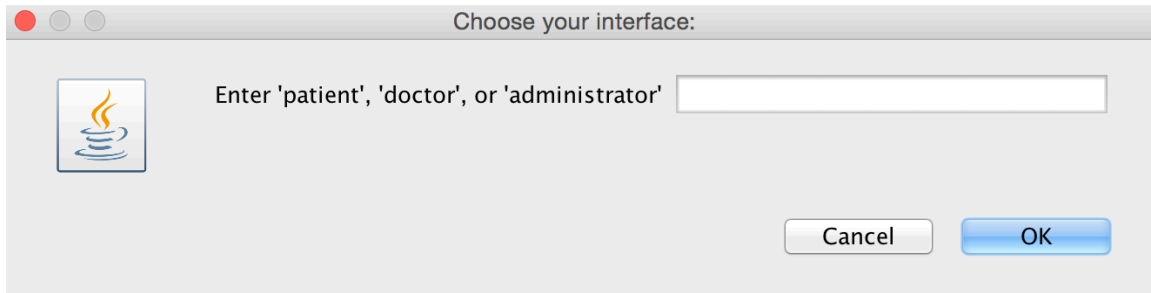 Choose your interface:
Enter 'patient', 'doctor', or 'administrator'
Cancel
OK